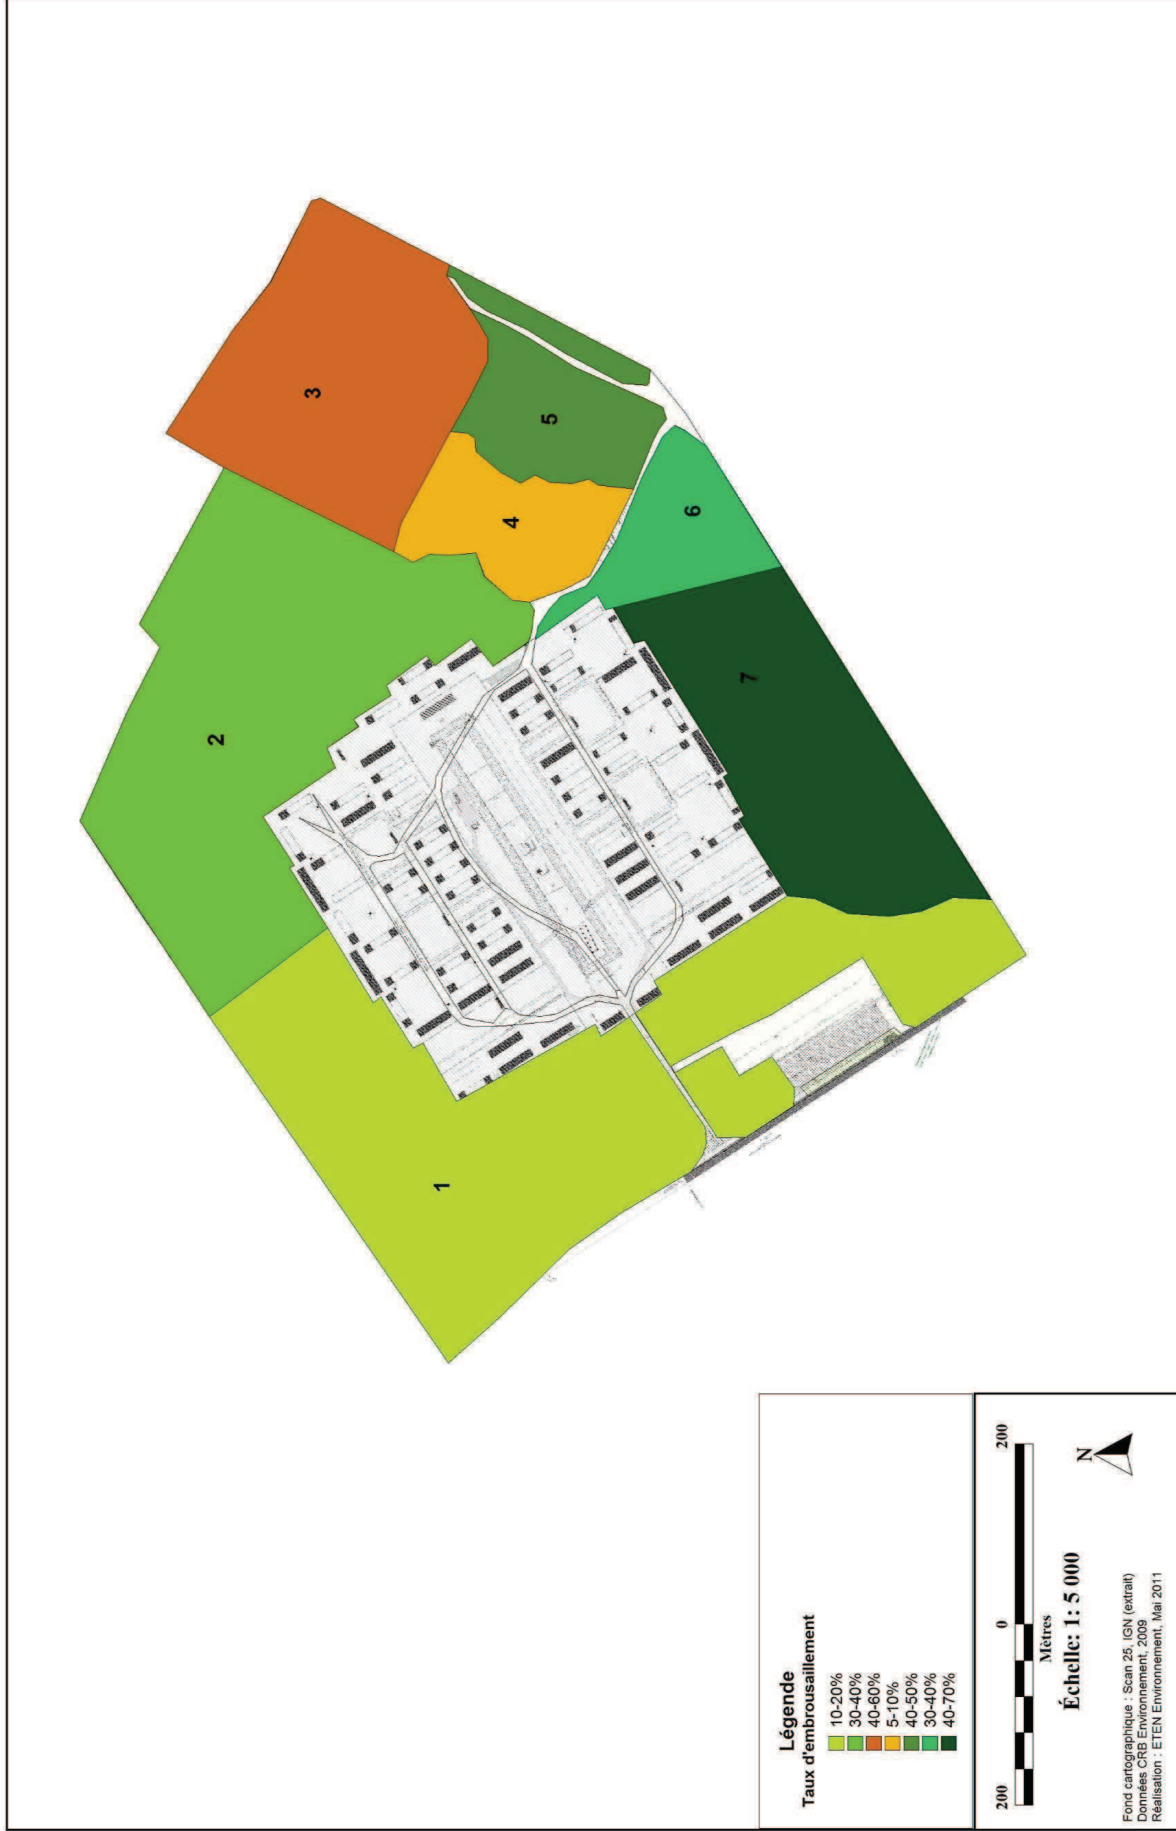 3
5
4
6
2
7
1
Légende
Taux d'embrousaillement
10-20%
30-40%
40-60%
5-10%
40-50%
30-40%
40-70%
200
0
200
Mètres
Échelle: 1: 5 000
N
Fond cartographique : Scan 25, IGN (extrait)
Données CRB Environnement, 2009
Réalisation : ETEN Environnement, Mai 2011